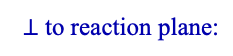 ⊥ to reaction plane: